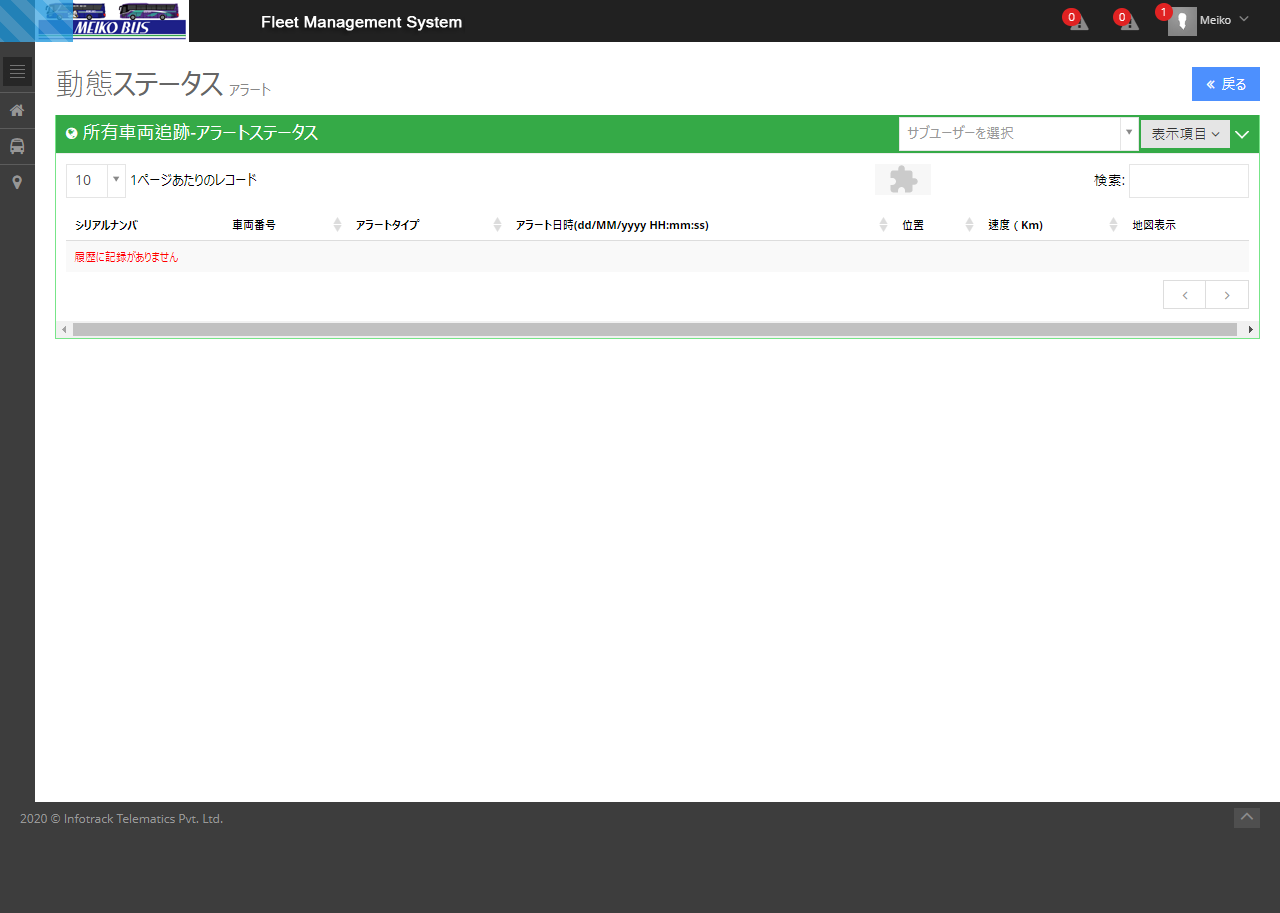 MEIKO BUS
Fleet Management System
0
0
1
Meiko
動態ステータス アラート
戻る
所有車両追跡-アラートステータス
サブユーザーを選択
表示項目
10
1ページあたりのレコード
検索:
シリアルナンバ 車両番号 アラートタイプ アラート日時(dd/MM/yyyy HH:mm:ss) 位置 速度 ( Km) 地図表示
履歴に記録がありません
2020 © Infotrack Telematics Pvt. Ltd.